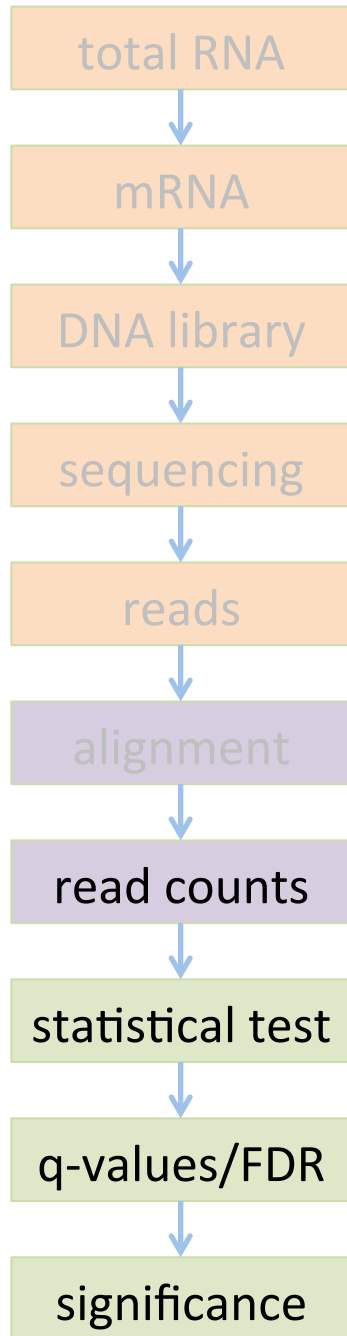 total RNA
mRNA
DNA library
sequencing
reads
alignment
read counts
statistical test
q-values/FDR
significance